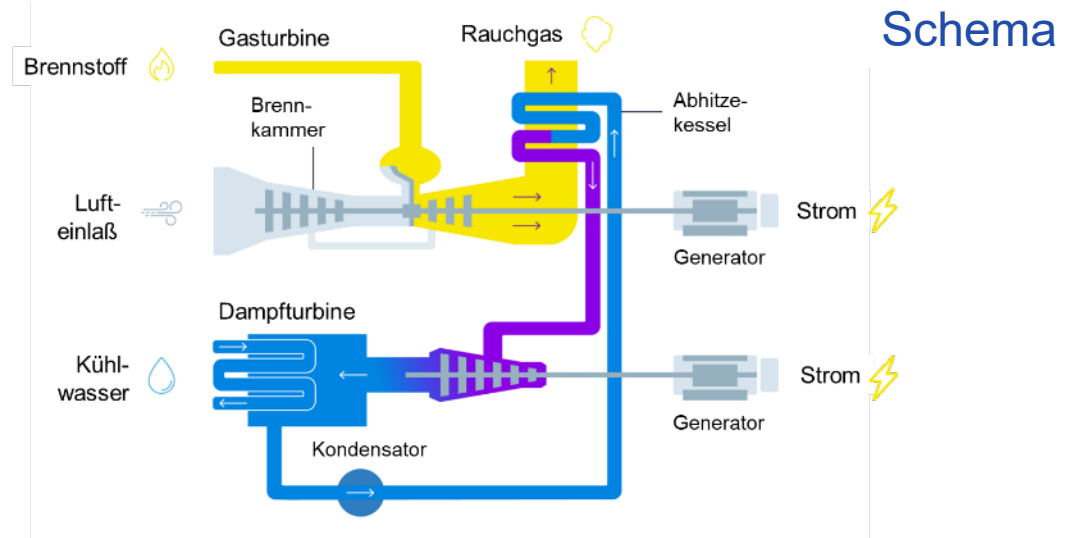 Schema
Gasturbine
Rauchgas
Brennstoff
Brenn-
kammer
Abhitze-
kessel
Luft-
einlaß
Strom
Generator
Dampfturbine
Kühl-
wasser
Strom
Generator
Kondensator